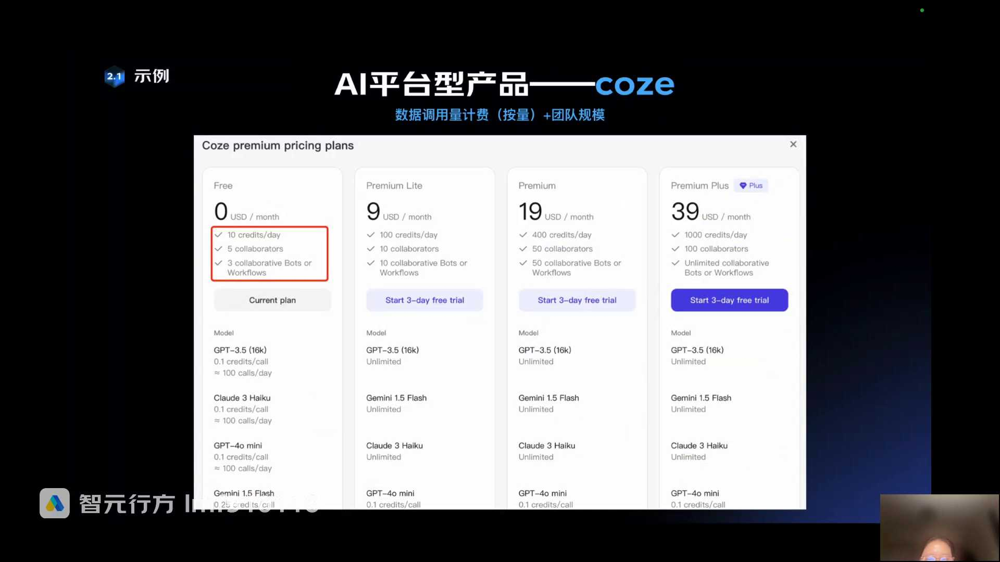 2.1 示例
AI平台型产品——coze
数据调用量计费（按量）+团队规模
Coze premium pricing plans
Free
0 USD / month
10 credits/day
5 collaborators
3 collaborative Bots or
Workflows
Current plan
Model
GPT-3.5 (16k)
0.1 credits/call
≈ 100 calls/day
Claude 3 Haiku
0.1 credits/call
≈ 100 calls/day
GPT-4o mini
0.1 credits/call
≈ 100 calls/day
Gemini 1.5 Flash
0.25 credits/call
Premium Lite
9 USD / month
100 credits/day
10 collaborators
10 collaborative Bots or
Workflows
Start 3-day free trial
Model
GPT-3.5 (16k)
Unlimited
Gemini 1.5 Flash
Unlimited
Claude 3 Haiku
Unlimited
GPT-4o mini
0.1 credits/call
Premium
19 USD / month
400 credits/day
50 collaborators
50 collaborative Bots or
Workflows
Start 3-day free trial
Model
GPT-3.5 (16k)
Unlimited
Gemini 1.5 Flash
Unlimited
Claude 3 Haiku
Unlimited
GPT-4o mini
0.1 credits/call
Premium Plus Plus
39 USD / month
1000 credits/day
100 collaborators
Unlimited collaborative
Bots or Workflows
Start 3-day free trial
Model
GPT-3.5 (16k)
Unlimited
Gemini 1.5 Flash
Unlimited
Claude 3 Haiku
Unlimited
GPT-4o mini
0.1 credits/call
智元行方